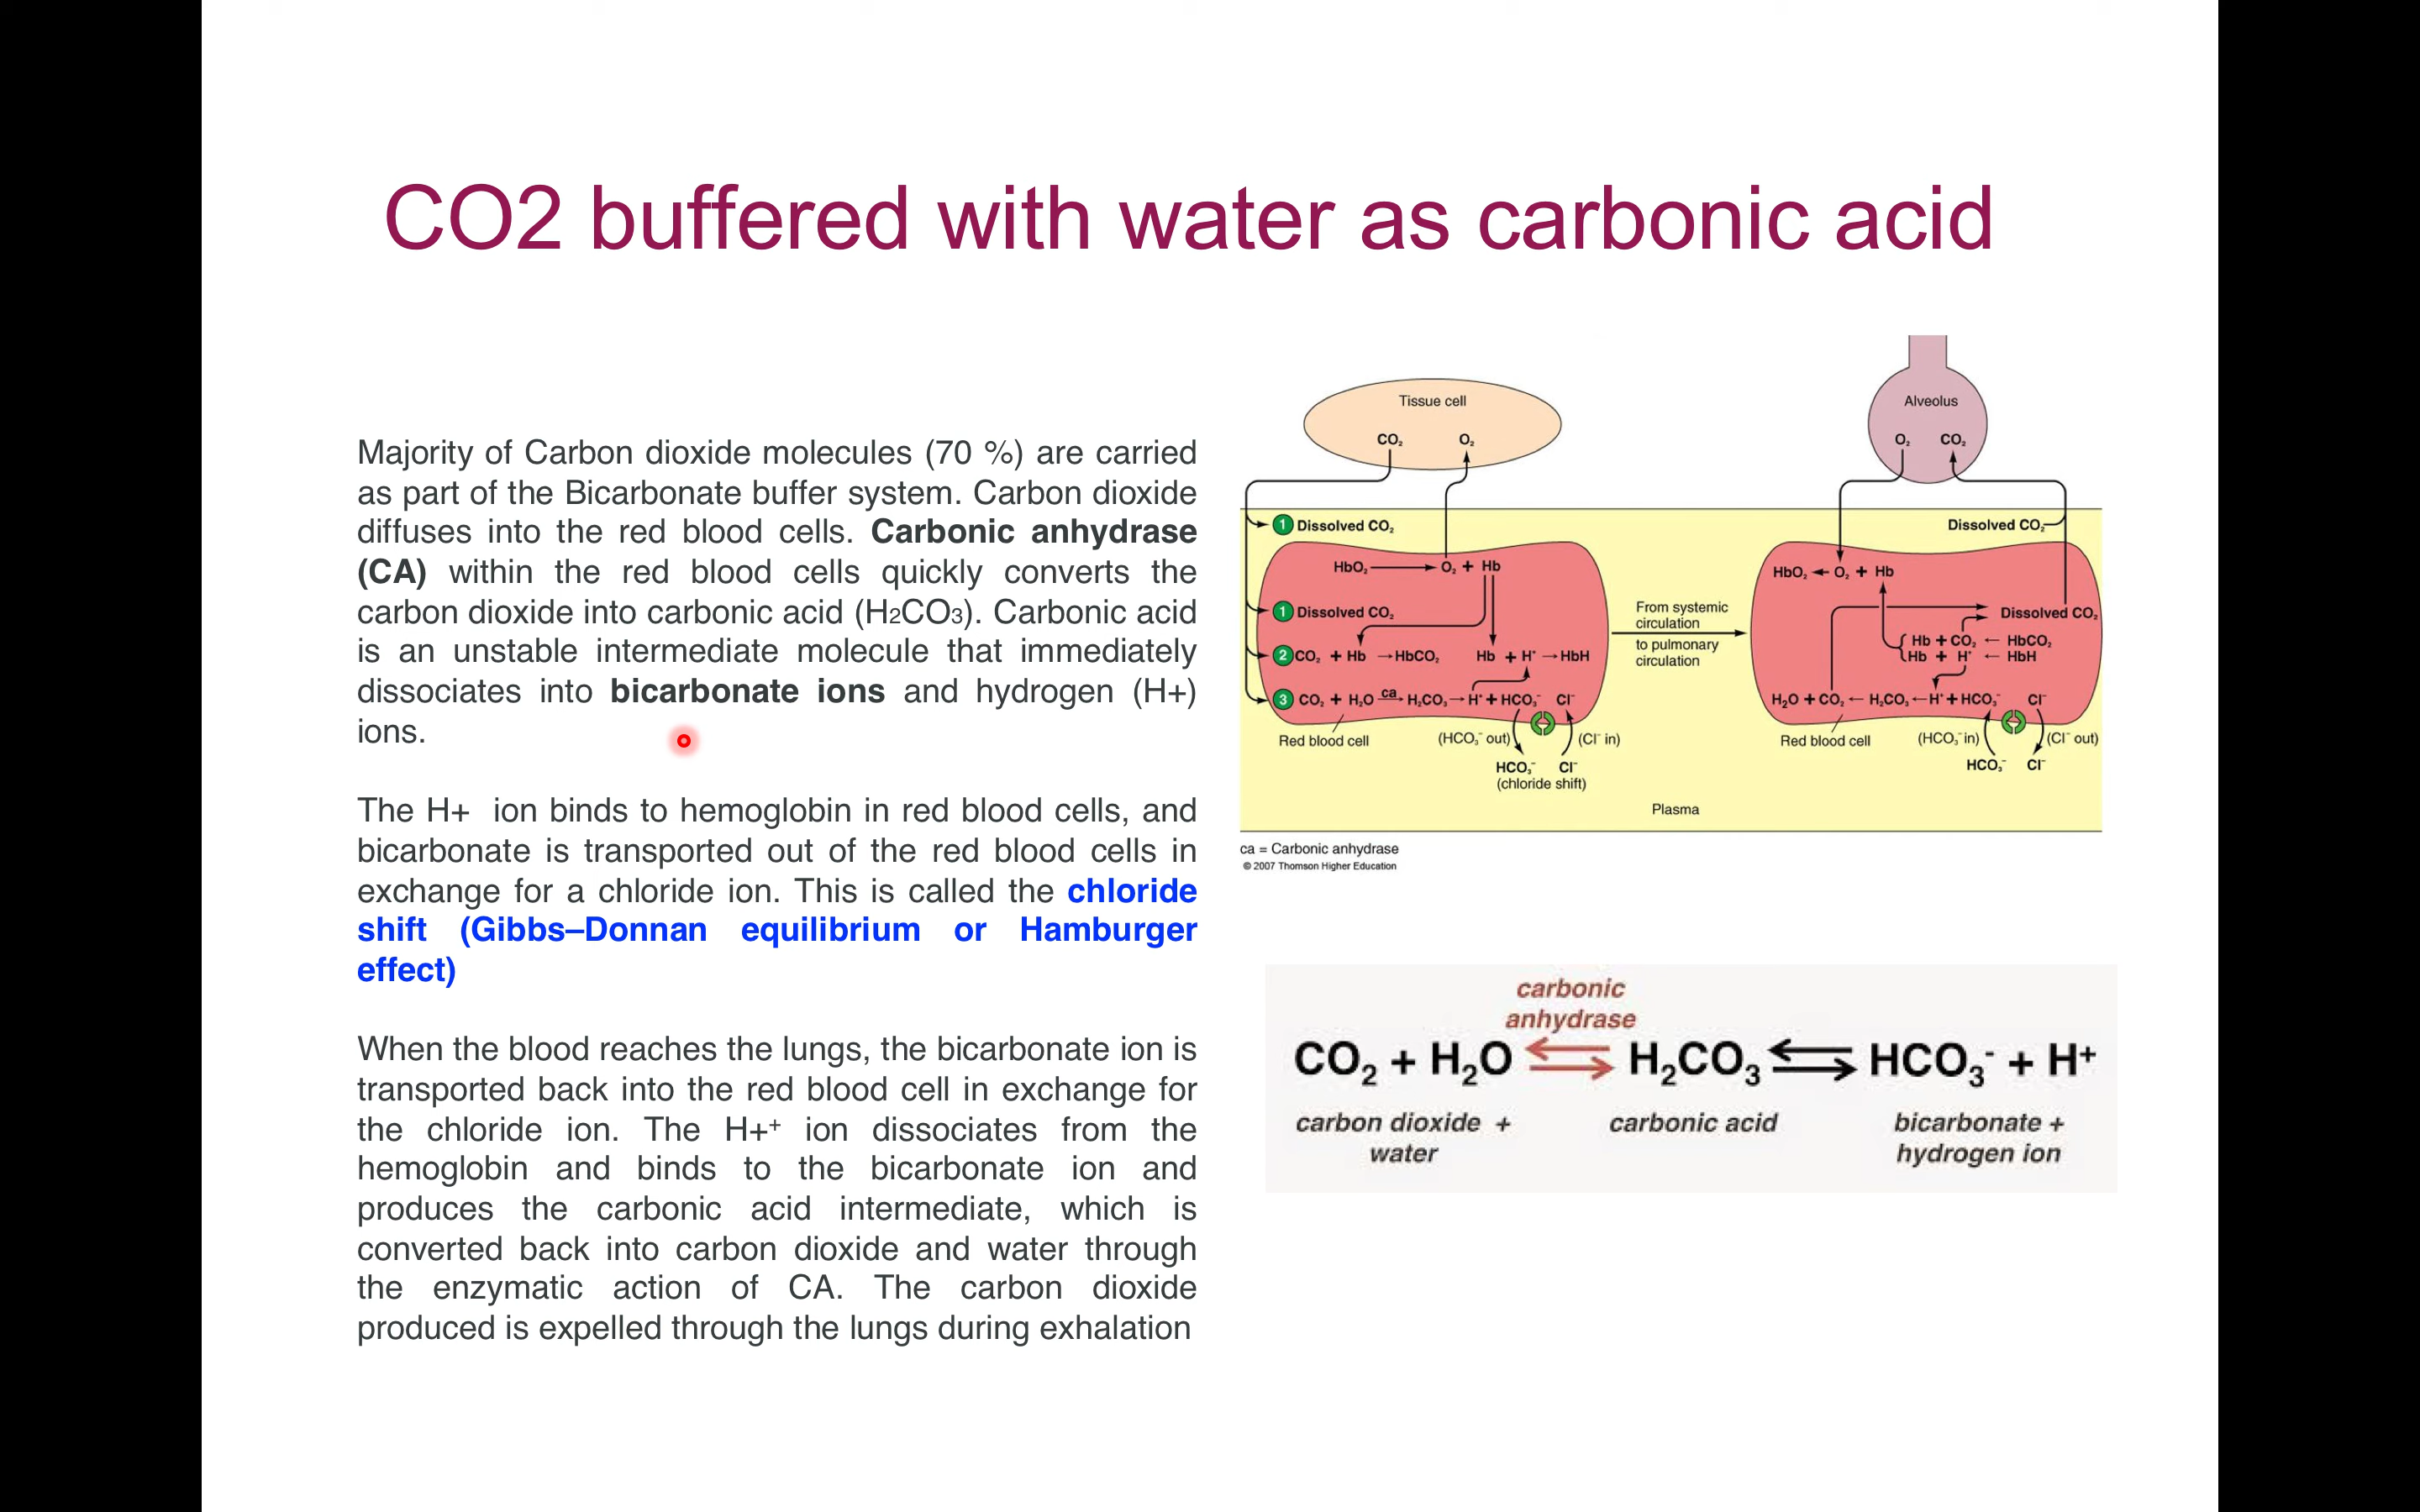 CO2 buffered with water as carbonic acid
Majority of Carbon dioxide molecules (70 %) are carried
as part of the Bicarbonate buffer system. Carbon dioxide
diffuses into the red blood cells. Carbonic anhydrase
(CA) within the red blood cells quickly converts the
carbon dioxide into carbonic acid (H2CO3). Carbonic acid
is an unstable intermediate molecule that immediately
dissociates into bicarbonate ions and hydrogen (H+)
ions.
The H+ ion binds to hemoglobin in red blood cells, and
bicarbonate is transported out of the red blood cells in
exchange for a chloride ion. This is called the chloride
shift (Gibbs–Donnan equilibrium or Hamburger
effect)
When the blood reaches the lungs, the bicarbonate ion is
transported back into the red blood cell in exchange for
the chloride ion. The H+⁺ ion dissociates from the
hemoglobin and binds to the bicarbonate ion and
produces the carbonic acid intermediate, which is
converted back into carbon dioxide and water through
the enzymatic action of CA. The carbon dioxide
produced is expelled through the lungs during exhalation
Tissue cell
CO₂ O₂
Alveolus
O₂ CO₂
1 Dissolved CO₂
Dissolved CO₂
HbO₂ → O₂ + Hb
1 Dissolved CO₂
2 CO₂ + Hb → HbCO₂ Hb + H⁺ → HbH
3 CO₂ + H₂O ca→ H₂CO₃ → H⁺ + HCO₃⁻ Cl⁻
Red blood cell
(HCO₃⁻ out)
(Cl⁻ in)
HCO₃⁻ Cl⁻
(chloride shift)
From systemic
circulation
to pulmonary
circulation
HbO₂ ← O₂ + Hb
Dissolved CO₂
Hb + CO₂ ← HbCO₂
Hb + H⁺ ← HbH
H₂O + CO₂ ← H₂CO₃ ← H⁺ + HCO₃⁻ Cl⁻
Red blood cell
(HCO₃⁻ in)
(Cl⁻ out)
HCO₃⁻ Cl⁻
Plasma
ca = Carbonic anhydrase
© 2007 Thomson Higher Education
carbonic
anhydrase
CO₂ + H₂O ⇌ H₂CO₃ ⇌ HCO₃⁻ + H⁺
carbon dioxide +
water
carbonic acid
bicarbonate +
hydrogen ion